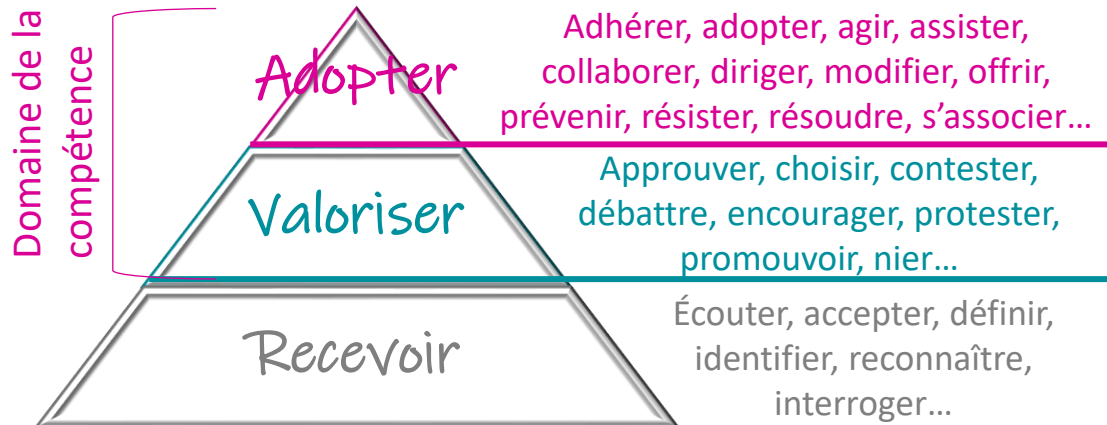 Domaine de la
compétence
Adopter
Adhérer, adopter, agir, assister,
collaborer, diriger, modifier, offrir,
prévenir, résister, résoudre, s’associer…
Valoriser
Approuver, choisir, contester,
débattre, encourager, protester,
promouvoir, nier…
Recevoir
Écouter, accepter, définir,
identifier, reconnaître,
interroger…